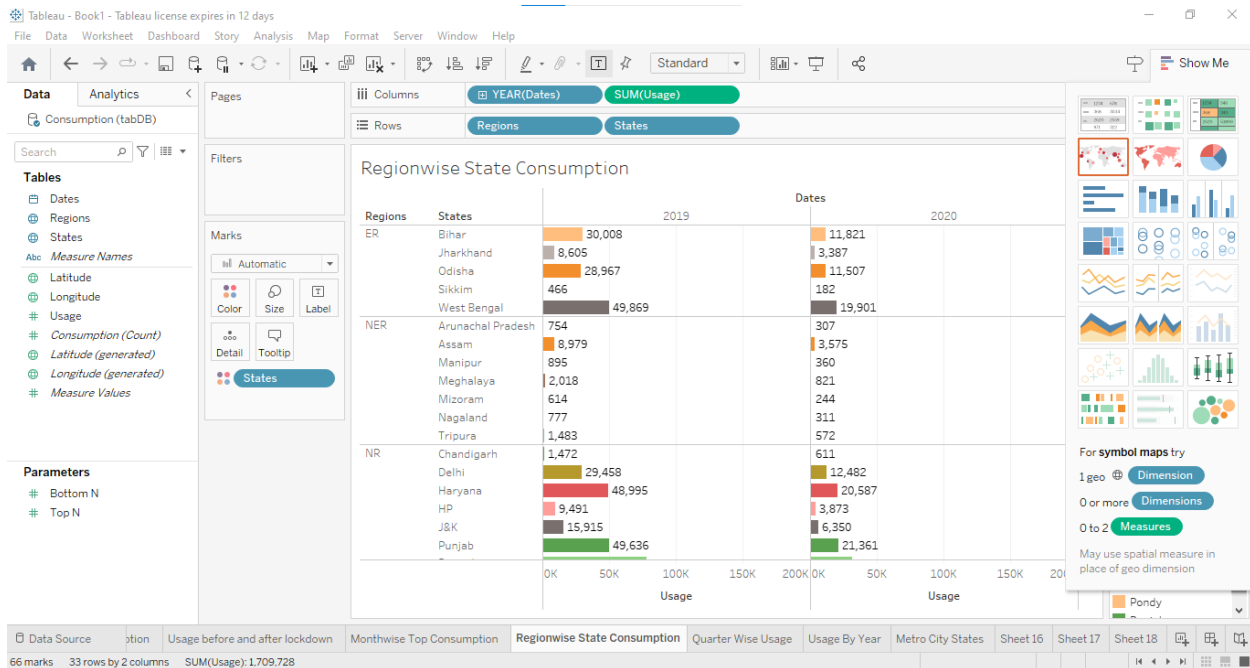 Tableau - Book1 - Tableau license expires in 12 days
File Data Worksheet Dashboard Story Analysis Map Format Server Window Help
Standard
Show Me
Data Analytics
Consumption (tabDB)
Search
Tables
Dates
Regions
States
Abc Measure Names
Latitude
Longitude
Usage
Consumption (Count)
Latitude (generated)
Longitude (generated)
Measure Values
Parameters
Bottom N
Top N
Pages
Filters
Marks
Automatic
Color Size Label
Detail Tooltip
States
Columns YEAR(Dates) SUM(Usage)
Rows Regions States
Regionwise State Consumption
Dates
Regions States 2019 2020
ER Bihar 30,008 11,821
Jharkhand 8,605 3,387
Odisha 28,967 11,507
Sikkim 466 182
West Bengal 49,869 19,901
NER Arunachal Pradesh 754 307
Assam 8,979 3,575
Manipur 895 360
Meghalaya 2,018 821
Mizoram 614 244
Nagaland 777 311
Tripura 1,483 572
NR Chandigarh 1,472 611
Delhi 29,458 12,482
Haryana 48,995 20,587
HP 9,491 3,873
J&K 15,915 6,350
Punjab 49,636 21,361
0K 50K 100K 150K 200K 0K 50K 100K 150K
Usage Usage
For symbol maps try
1 geo Dimension
0 or more Dimensions
0 to 2 Measures
May use spatial measure in
place of geo dimension
Pondy
Data Source Usage before and after lockdown Monthwise Top Consumption Regionwise State Consumption Quarter Wise Usage Usage By Year Metro City States Sheet 16 Sheet 17 Sheet 18
66 marks 33 rows by 2 columns SUM(Usage): 1,709,728